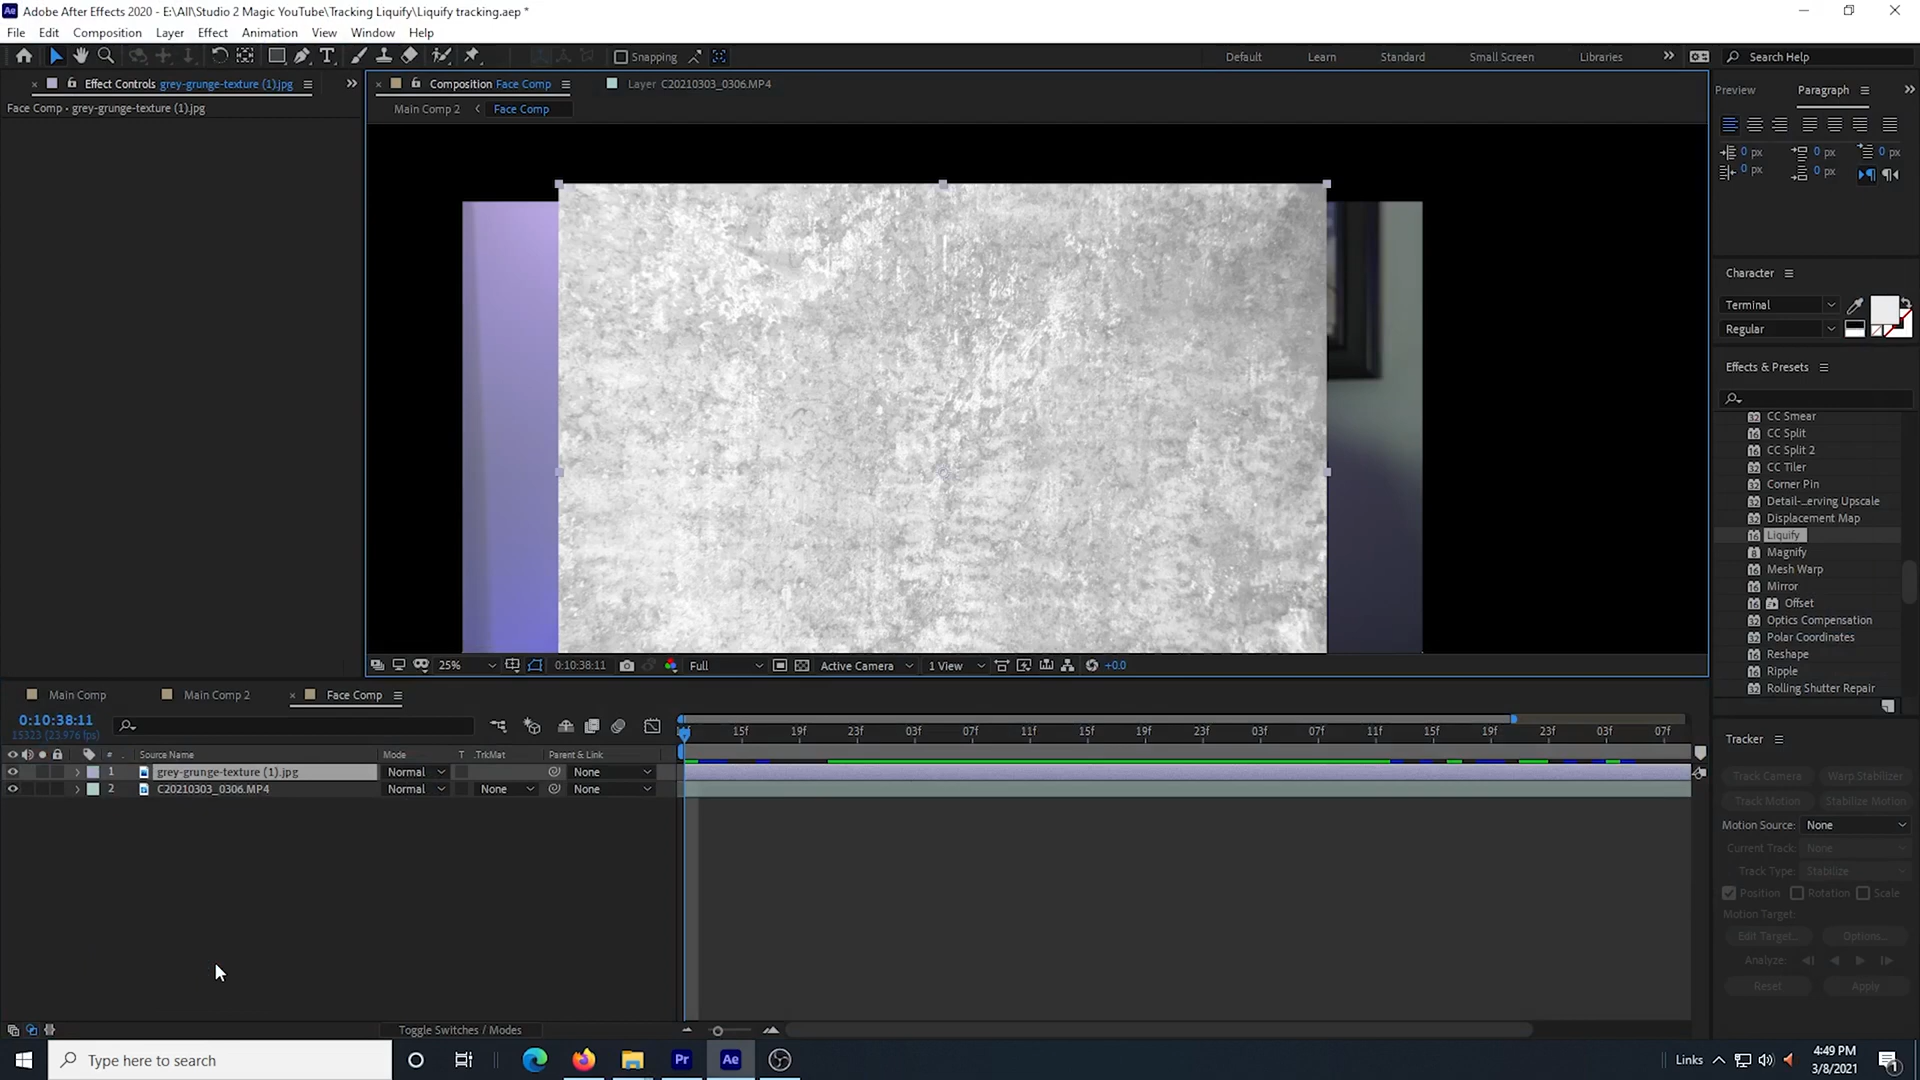 Adobe After Effects 2020 - E:\All\Studio 2 Magic YouTube\Tracking Liquify\Liquify tracking.aep *
File Edit Composition Layer Effect Animation View Window Help
Snapping Default Learn Standard Small Screen Libraries Search Help
Effect Controls grey-grunge-texture (1).jpg
Composition Face Comp
Layer C20210303_0306.MP4
Preview Paragraph
Face Comp • grey-grunge-texture (1).jpg
Main Comp 2 Face Comp
0 px 0 px 0 px
0 px 0 px
Character
Terminal
Regular
Effects & Presets
CC Smear
CC Split
CC Split 2
CC Tiler
Corner Pin
Detail-...erving Upscale
Displacement Map
Liquify
Magnify
Mesh Warp
Mirror
Offset
Optics Compensation
Polar Coordinates
Reshape
Ripple
Rolling Shutter Repair
25% 0:10:38:11 Full Active Camera 1 View +0.0
Main Comp Main Comp 2 Face Comp
0:10:38:11
15323 (23.976 fps)
15f 19f 23f 03f 07f 11f 15f 19f 23f 03f 07f 11f 15f 19f 23f 03f 07f
# Source Name Mode T .TrkMat Parent & Link
1 grey-grunge-texture (1).jpg Normal None
2 C20210303_0306.MP4 Normal None None
Tracker
Track Camera Warp Stabilizer
Track Motion Stabilize Motion
Motion Source: None
Current Track: None
Track Type: Stabilize
Position Rotation Scale
Motion Target:
Edit Target... Options...
Analyze:
Reset Apply
Toggle Switches / Modes
Type here to search
Pr Ae
Links
4:49 PM
3/8/2021
1